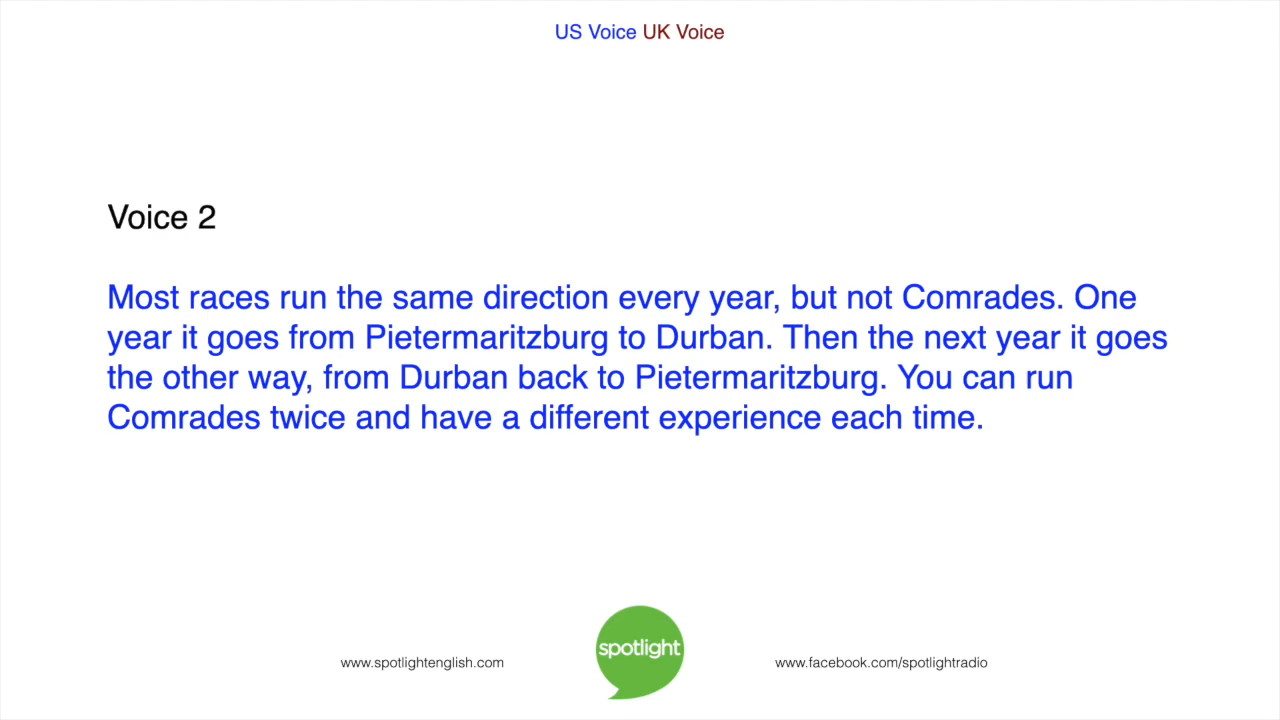 US Voice UK Voice
Voice 2
Most races run the same direction every year, but not Comrades. One
year it goes from Pietermaritzburg to Durban. Then the next year it goes
the other way, from Durban back to Pietermaritzburg. You can run
Comrades twice and have a different experience each time.
spotlight
www.spotlightenglish.com
www.facebook.com/spotlightradio